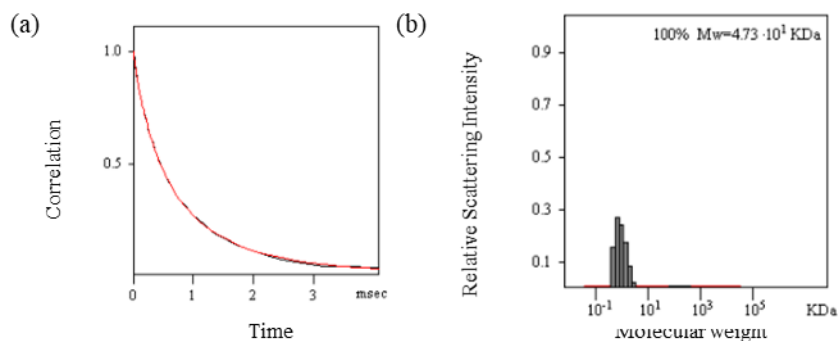 (a)
1.0
0.5
Correlation
0
1
2
3
msec
Time
(b)
100% Mw=4.73 ·10¹ KDa
0.9
0.7
0.5
0.3
0.1
Relative Scattering Intensity
10⁻¹
10¹
10³
10⁵
KDa
Molecular weight